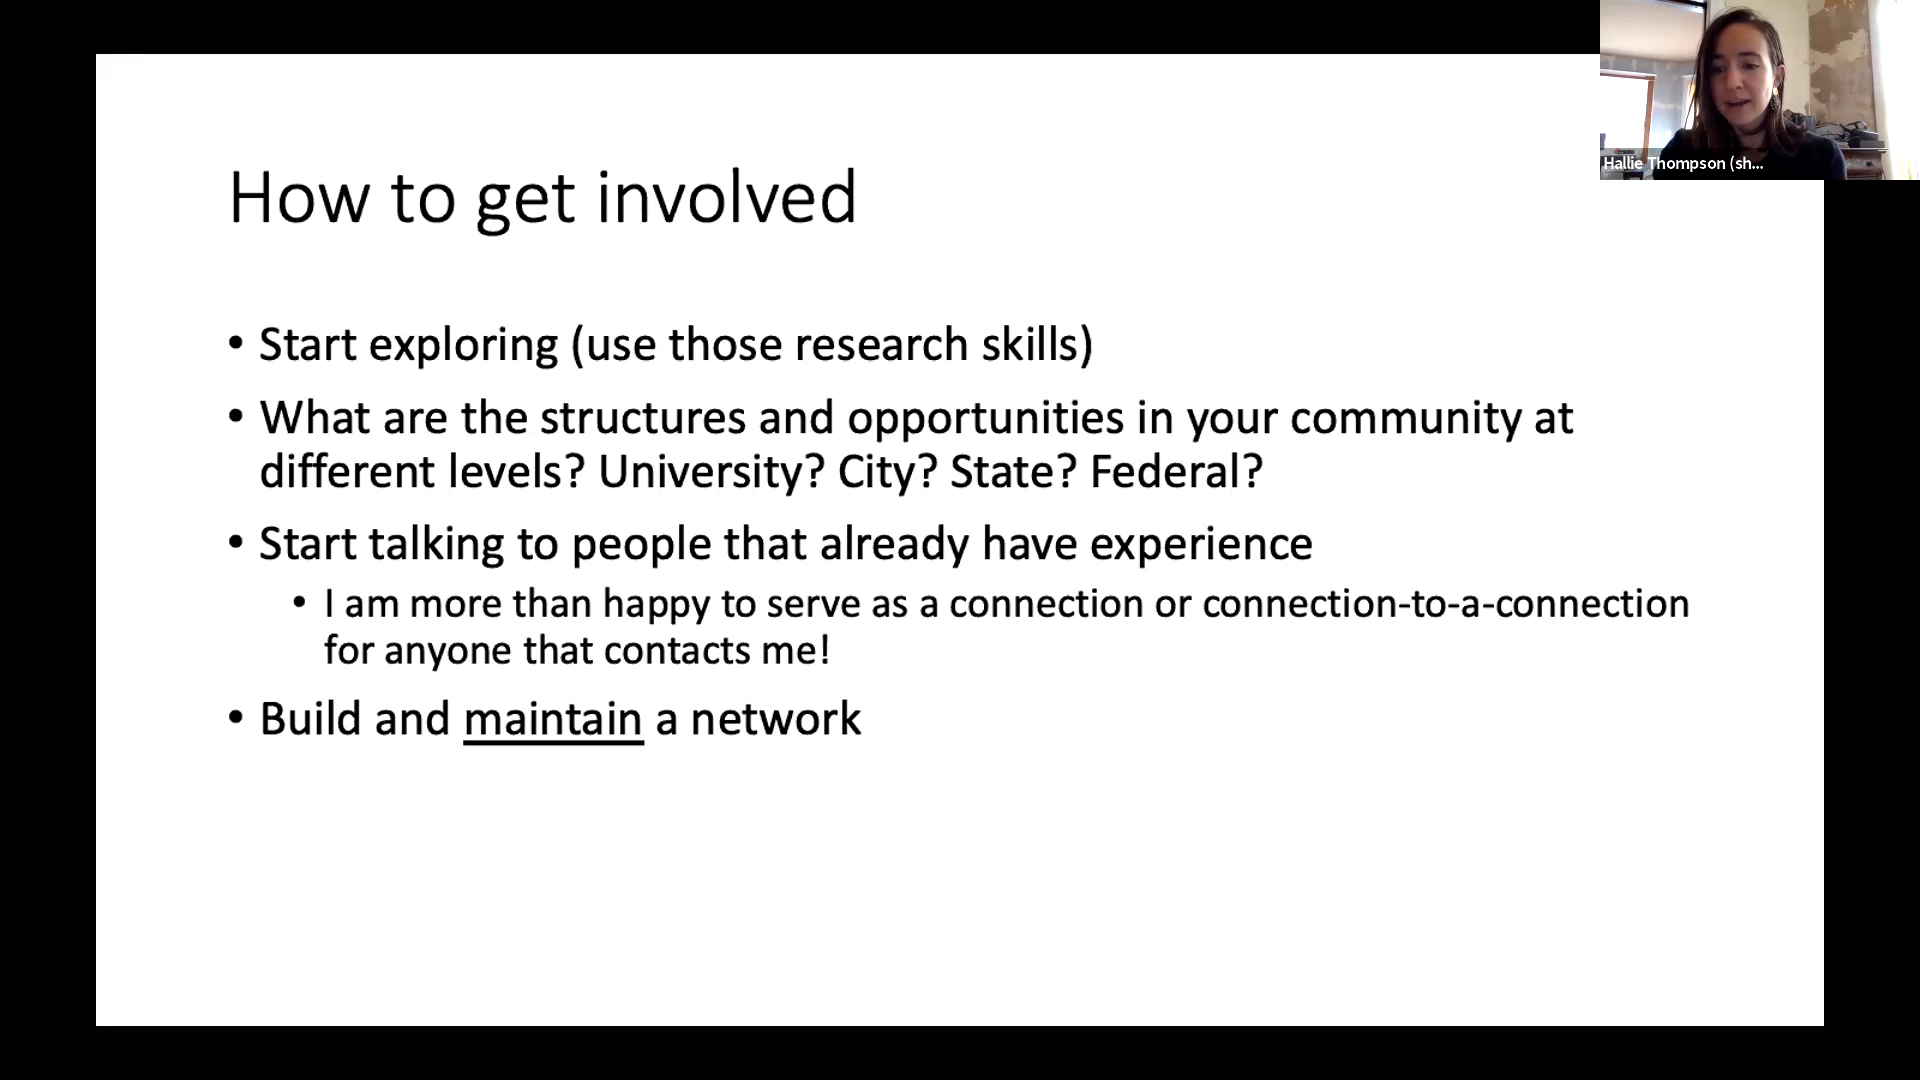 Hallie Thompson (sh...
How to get involved
• Start exploring (use those research skills)
• What are the structures and opportunities in your community at
different levels? University? City? State? Federal?
• Start talking to people that already have experience
• I am more than happy to serve as a connection or connection-to-a-connection
for anyone that contacts me!
• Build and maintain a network